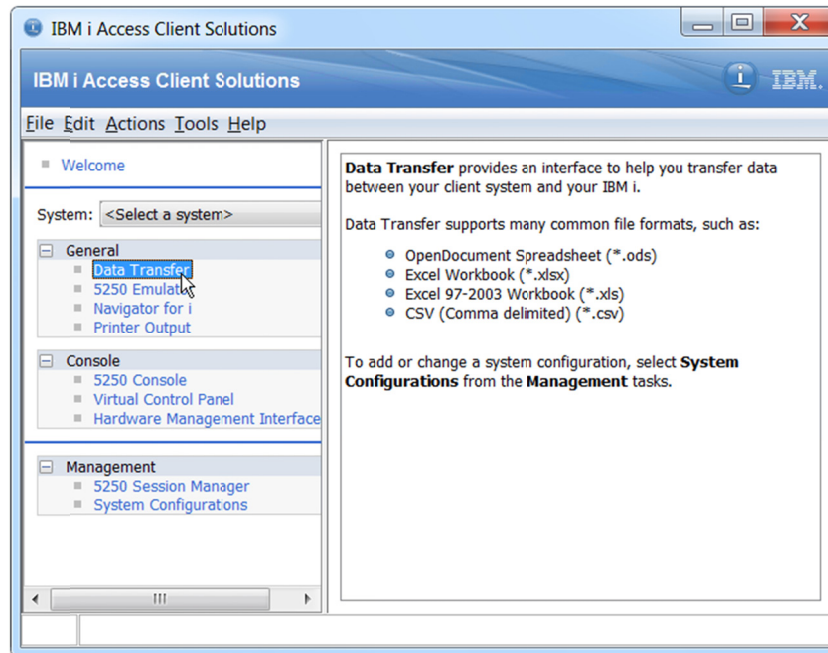 IBM i Access Client Solutions
IBM i Access Client Solutions
IBM.
File Edit Actions Tools Help
Welcome
System: <Select a system>
General
Data Transfer
5250 Emulator
Navigator for i
Printer Output
Console
5250 Console
Virtual Control Panel
Hardware Management Interface
Management
5250 Session Manager
System Configurations
Data Transfer provides an interface to help you transfer data
between your client system and your IBM i.
Data Transfer supports many common file formats, such as:
OpenDocument Spreadsheet (*.ods)
Excel Workbook (*.xlsx)
Excel 97-2003 Workbook (*.xls)
CSV (Comma delimited) (*.csv)
To add or change a system configuration, select System
Configurations from the Management tasks.